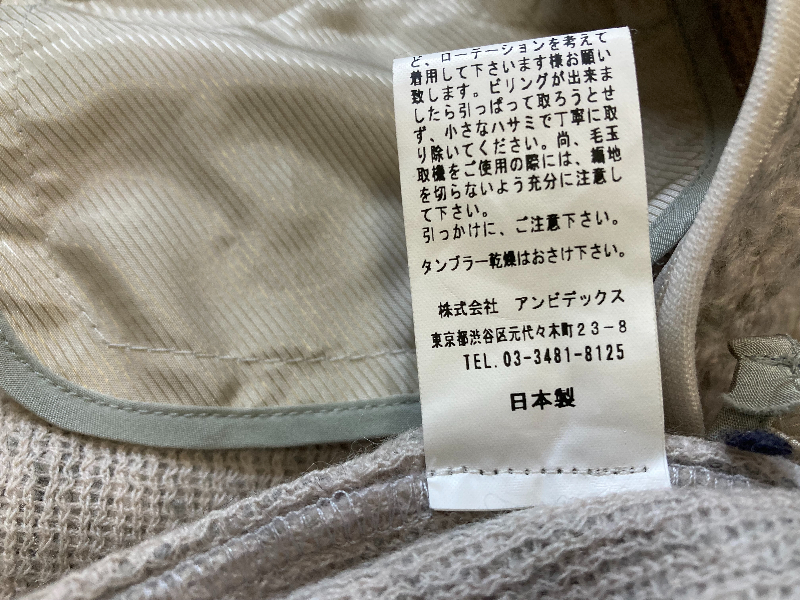 ど、ローテーションを考えて
着用して下さいます様お願い
致します。ピリングが出来ま
したら引っぱって取ろうとせ
ず、小さなハサミで丁寧に取
り除いてください。尚、毛玉
取機をご使用の際には、編地
を切らないよう充分に注意し
て下さい。
引っかけに、ご注意下さい。
タンブラー乾燥はおさけ下さい。
株式会社 アンビデックス
東京都渋谷区元代々木町23-8
TEL.03-3481-8125
日本製